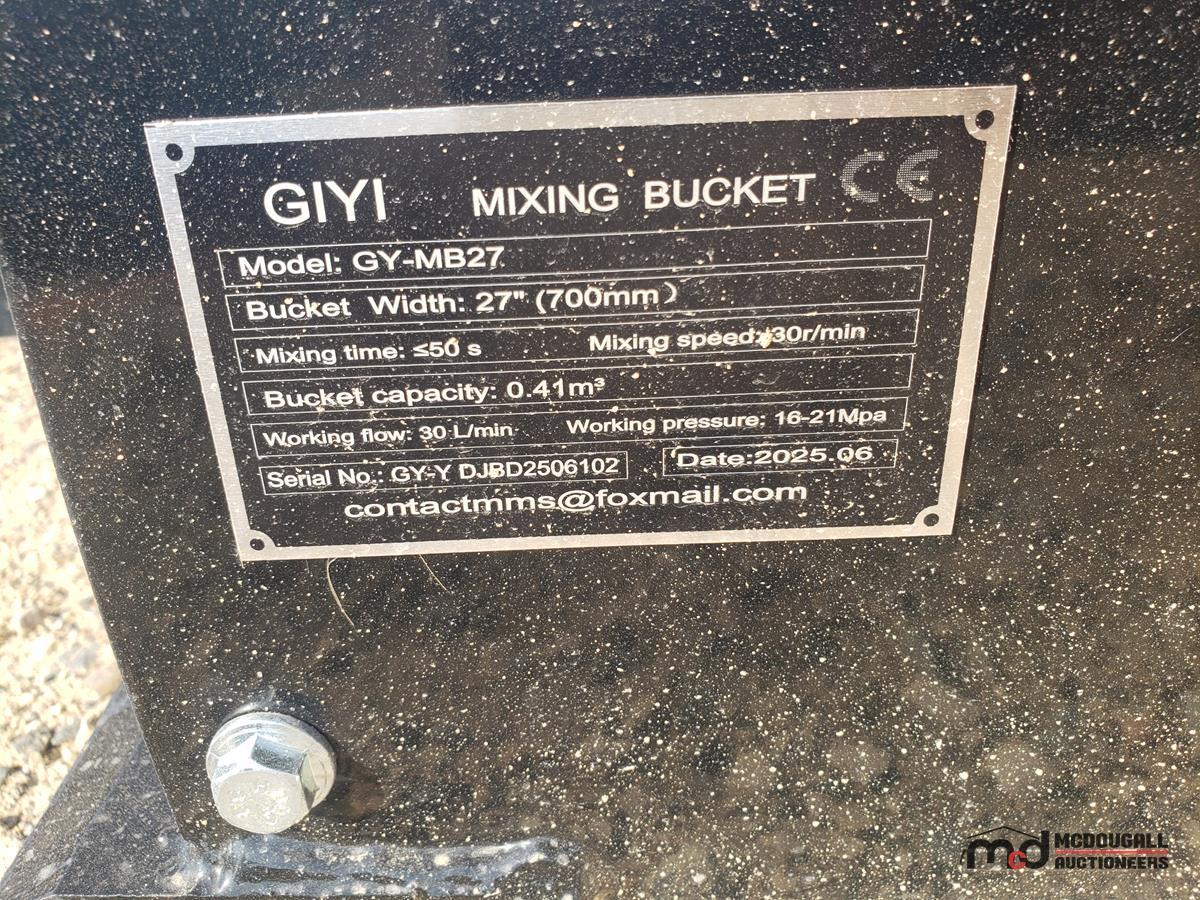 GIYI MIXING BUCKET CE
Model: GY-MB27
Bucket Width: 27" (700mm)
Mixing time: ≤50 s Mixing speed: 30r/min
Bucket capacity: 0.41m³
Working flow: 30 L/min Working pressure: 16-21Mpa
Serial No.: GY-Y DJBD2506102 Date:2025.06
contactmms@foxmail.com
mcd MCDOUGALL
AUCTIONEERS